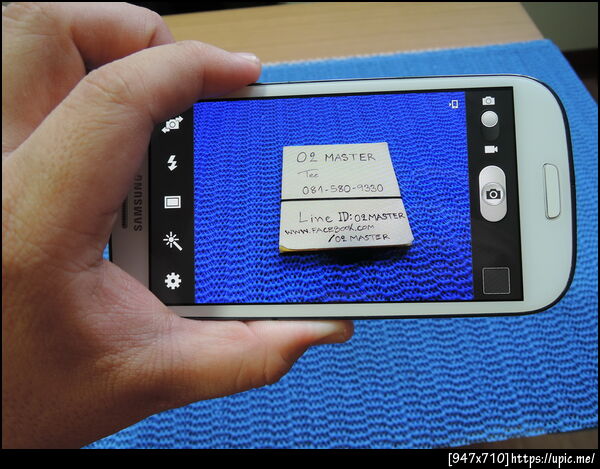 SAMSUNG
O2 MASTER
Tee
081-580-9330
Line ID: O2MASTER
www.FACEBOOK.com
/O2 MASTER
[947x710]https://upic.me/